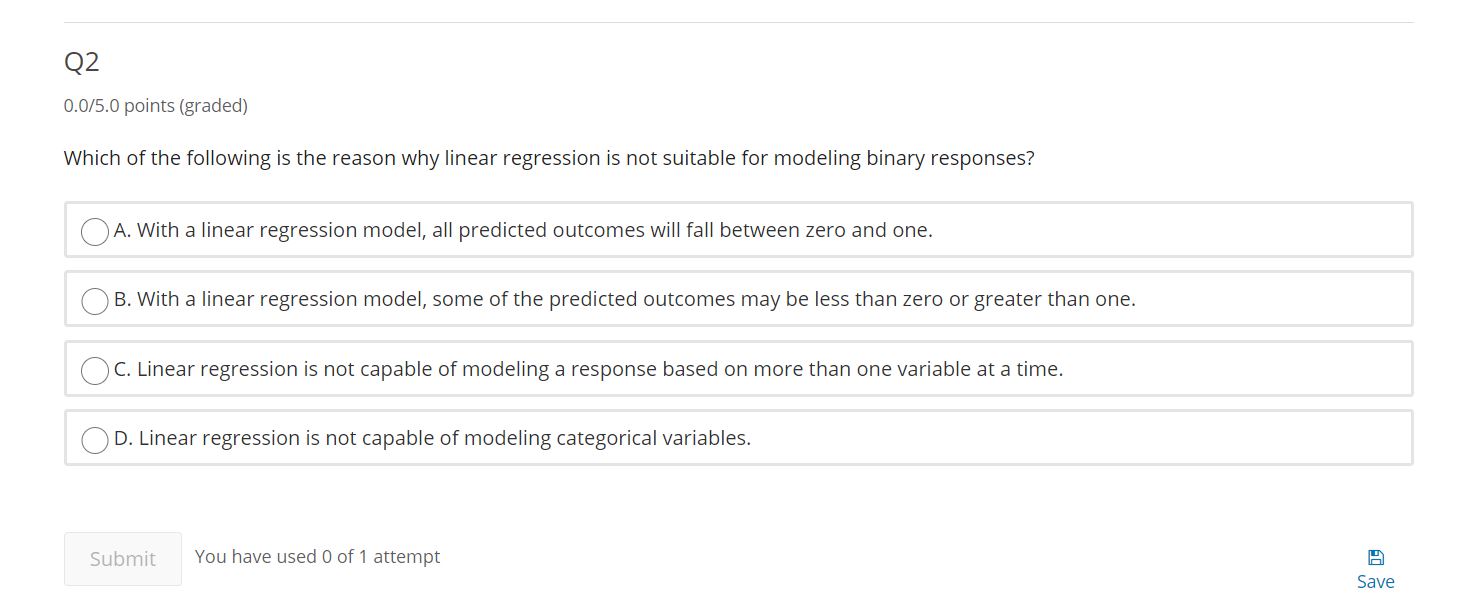 Q2
0.0/5.0 points (graded)
Which of the following is the reason why linear regression is not suitable for modeling binary responses?
A. With a linear regression model, all predicted outcomes will fall between zero and one.
B. With a linear regression model, some of the predicted outcomes may be less than zero or greater than one.
C. Linear regression is not capable of modeling a response based on more than one variable at a time.
D. Linear regression is not capable of modeling categorical variables.
Submit
You have used 0 of 1 attempt
Save